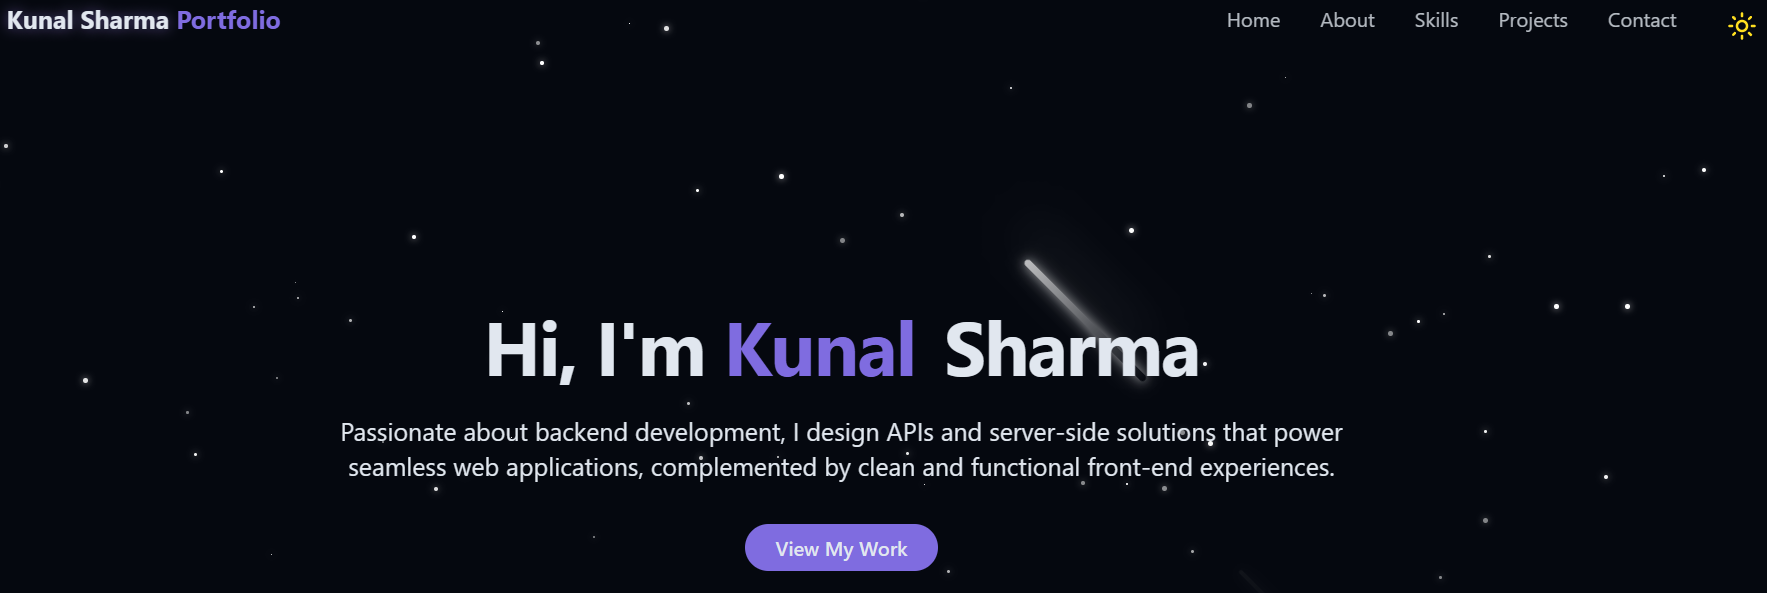 Kunal Sharma Portfolio
Home About Skills Projects Contact
Hi, I'm Kunal Sharma
Passionate about backend development, I design APIs and server-side solutions that power
seamless web applications, complemented by clean and functional front-end experiences.
View My Work